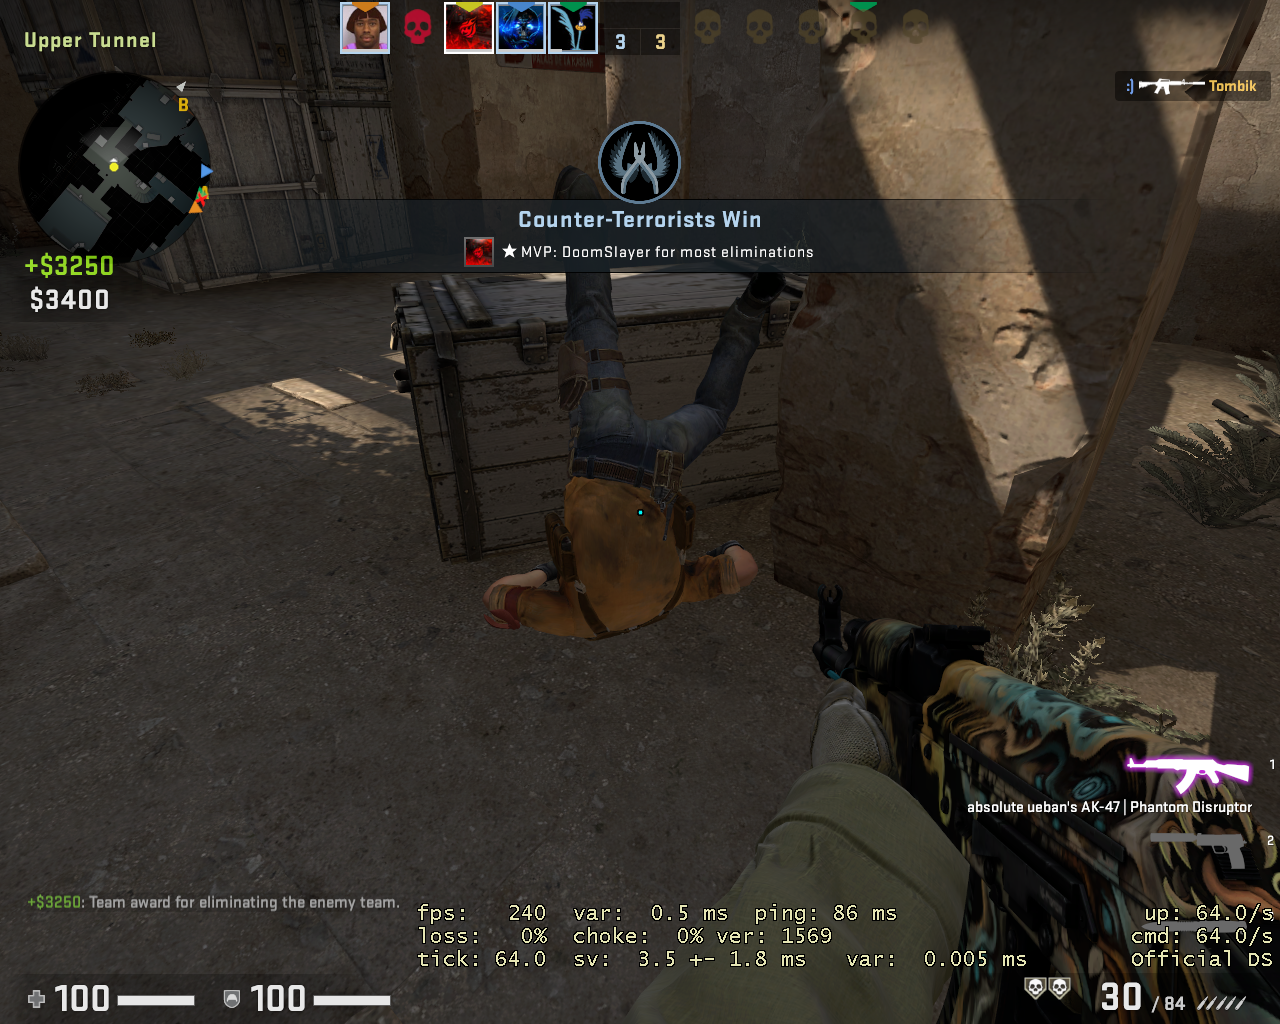 Upper Tunnel
3 3
B
:) Tombik
Counter-Terrorists Win
★ MVP: DoomSlayer for most eliminations
+$3250
$3400
1
absolute ueban's AK-47 | Phantom Disruptor
2
+$3250: Team award for eliminating the enemy team.
fps: 240 var: 0.5 ms ping: 86 ms
loss: 0% choke: 0% ver: 1569
tick: 64.0 sv: 3.5 +- 1.8 ms var: 0.005 ms
up: 64.0/s
cmd: 64.0/s
Official DS
100 100
30 / 84